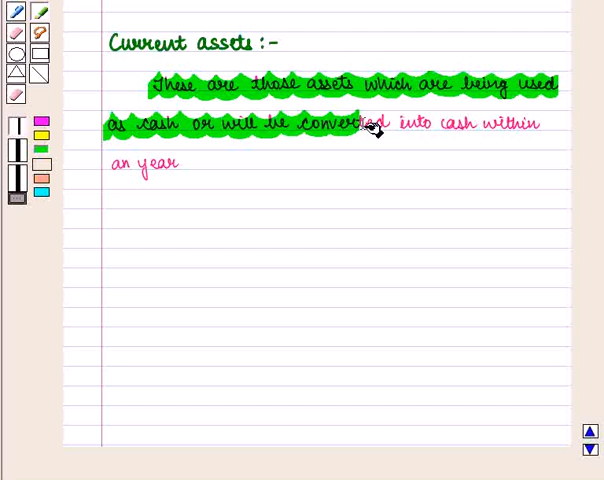 Current assets :-
These are those assets which are being used
as cash or will be converted into cash within
an year